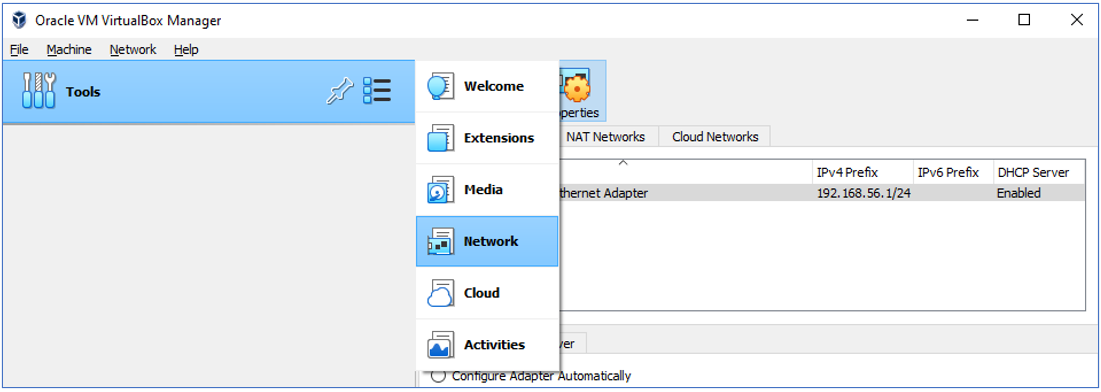 Oracle VM VirtualBox Manager
File Machine Network Help
Tools
Welcome
Extensions
Media
Network
Cloud
Activities
operties
NAT Networks Cloud Networks
IPv4 Prefix IPv6 Prefix DHCP Server
thernet Adapter 192.168.56.1/24 Enabled
ver
Configure Adapter Automatically